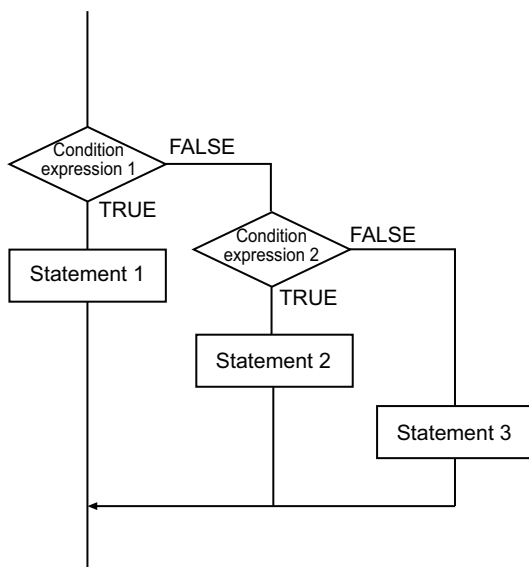 Condition
expression 1
FALSE
TRUE
Statement 1
Condition
expression 2
FALSE
TRUE
Statement 2
Statement 3